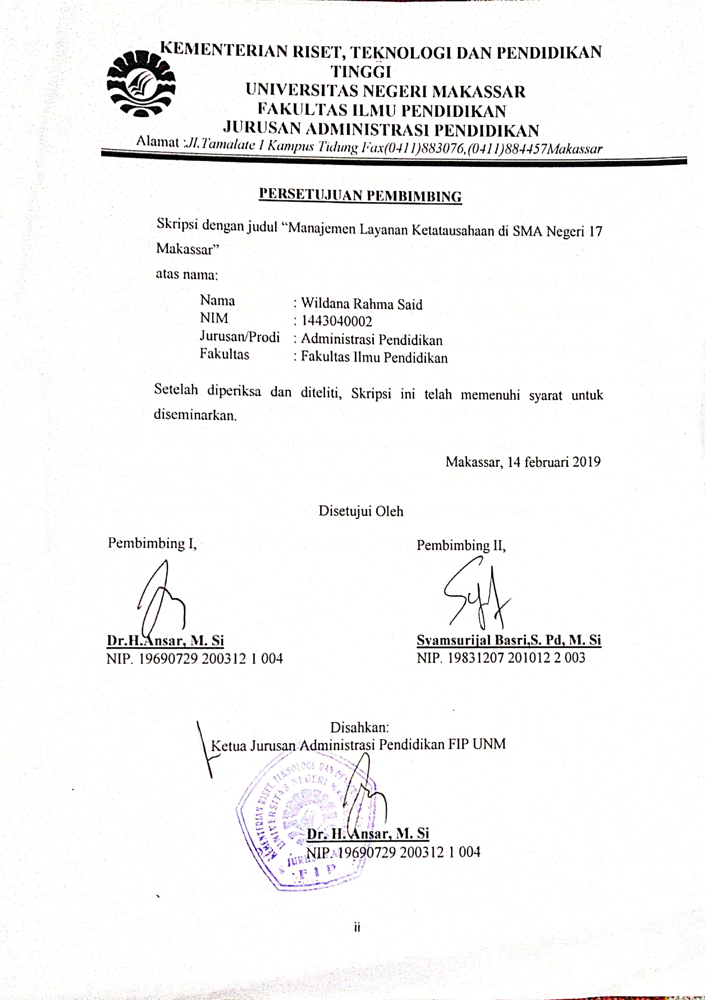 KEMENTERIAN RISET, TEKNOLOGI DAN PENDIDIKAN
TINGGI
UNIVERSITAS NEGERI MAKASSAR
FAKULTAS ILMU PENDIDIKAN
JURUSAN ADMINISTRASI PENDIDIKAN
Alamat :Jl.Tamalate I Kampus Tidung Fax(0411)883076,(0411)884457Makassar
PERSETUJUAN PEMBIMBING
Skripsi dengan judul “Manajemen Layanan Ketatausahaan di SMA Negeri 17
Makassar”
atas nama:
Nama : Wildana Rahma Said
NIM : 1443040002
Jurusan/Prodi : Administrasi Pendidikan
Fakultas : Fakultas Ilmu Pendidikan
Setelah diperiksa dan diteliti, Skripsi ini telah memenuhi syarat untuk
diseminarkan.
Makassar, 14 februari 2019
Disetujui Oleh
Pembimbing I, Pembimbing II,
Dr.H.Ansar, M. Si Syamsurijal Basri,S. Pd, M. Si
NIP. 19690729 200312 1 004 NIP. 19831207 201012 2 003
Disahkan:
Ketua Jurusan Administrasi Pendidikan FIP UNM
KEMENTERIAN RISET, TEKNOLOGI DAN
UNIVERSITAS NEGERI
FIP
Dr. H. Ansar, M. Si
NIP. 19690729 200312 1 004
ii